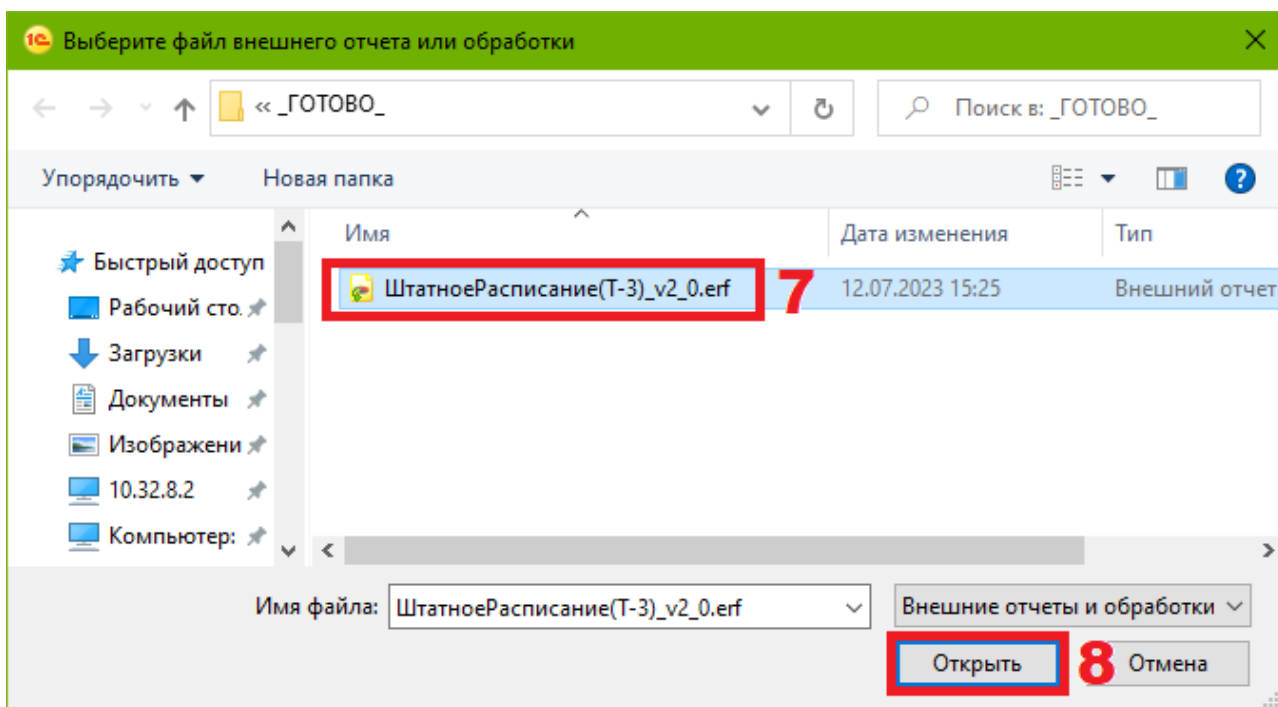 1С Выберите файл внешнего отчета или обработки
« _ГОТОВО_
Поиск в: _ГОТОВО_
Упорядочить
Новая папка
?
Имя
Дата изменения
Тип
Быстрый доступ
ШтатноеРасписание(Т-3)_v2_0.erf
7
12.07.2023 15:25
Внешний отчет
Рабочий сто.
Загрузки
Документы
Изображени
10.32.8.2
Компьютер:
Имя файла:
ШтатноеРасписание(Т-3)_v2_0.erf
Внешние отчеты и обработки
Открыть
8
Отмена